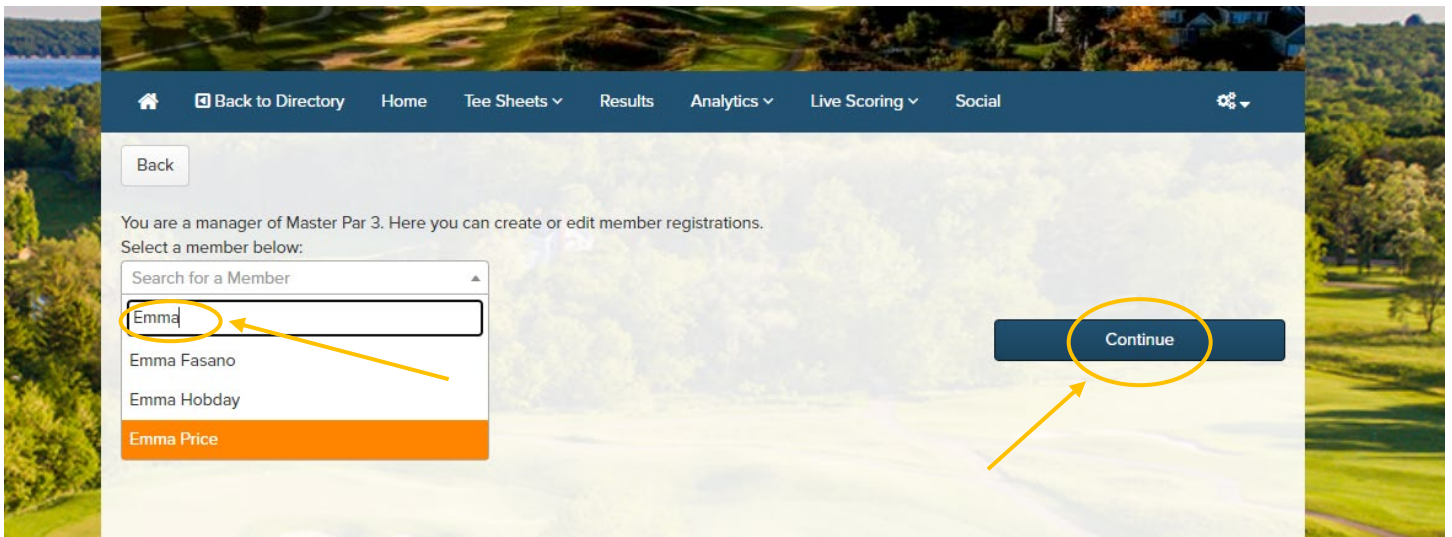 Back to Directory Home Tee Sheets Results Analytics Live Scoring Social
Back
You are a manager of Master Par 3. Here you can create or edit member registrations.
Select a member below:
Search for a Member
Emma
Continue
Emma Fasano
Emma Hobday
Emma Price